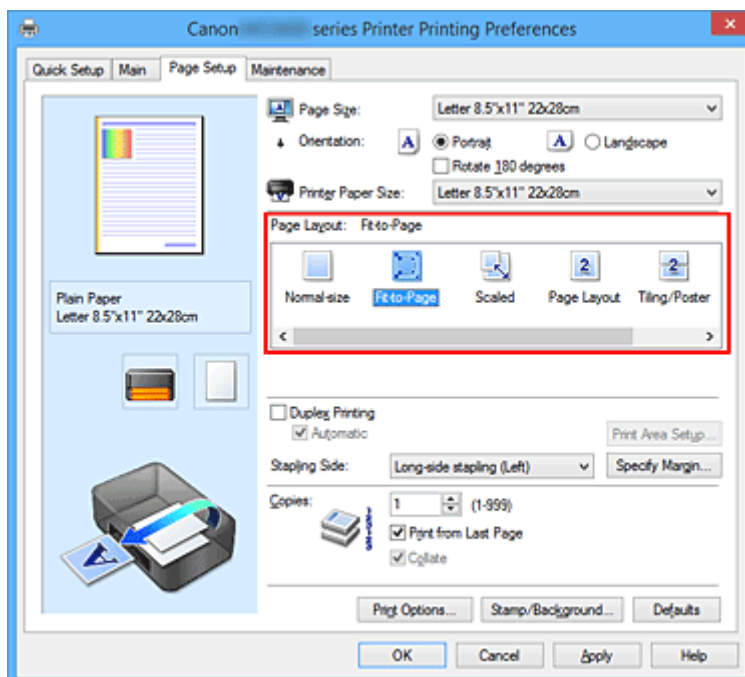 Canon series Printer Printing Preferences
Quick Setup Main Page Setup Maintenance
Page Size: Letter 8.5"x11" 22x28cm
Orientation: A Portrait A Landscape
Rotate 180 degrees
Printer Paper Size: Letter 8.5"x11" 22x28cm
Page Layout: Fit-to-Page
2 2
Normal-size Fit-to-Page Scaled Page Layout Tiling/Poster
Plain Paper
Letter 8.5"x11" 22x28cm
Duplex Printing
Automatic
Print Area Setup...
Stapling Side: Long-side stapling (Left) Specify Margin...
Copies: 1 (1-999)
Print from Last Page
Collate
A
Print Options... Stamp/Background... Defaults
OK Cancel Apply Help